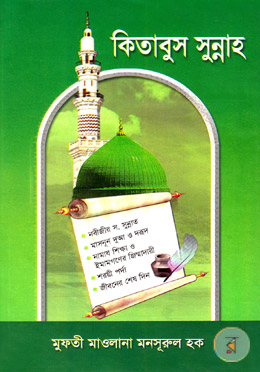 কিতাবুস সুন্নাহ
নবীজীর স. সুন্নাত
মাসনূন দুআ ও দরূদ
নামায শিক্ষা ও
ইমামগণের জিম্মাদারী
শরয়ী পর্দা
জীবনের শেষ দিন
মুফতী মাওলানা মনসূরুল হক